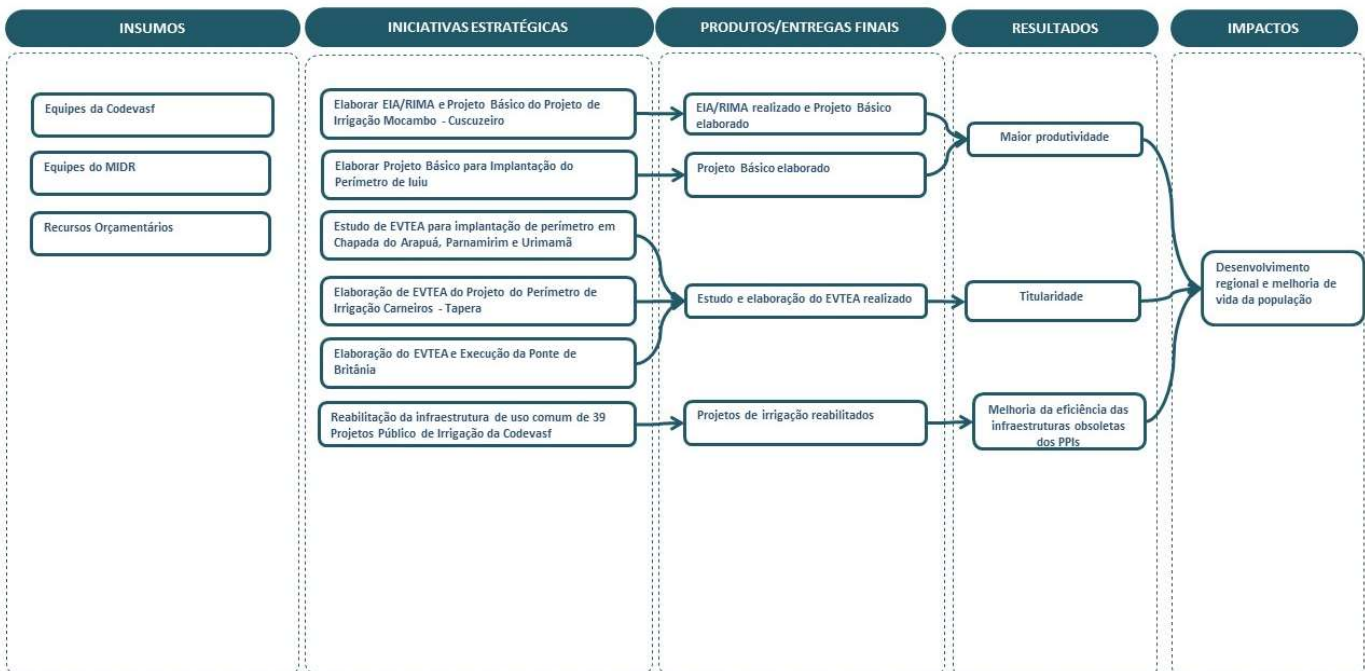 INSUMOS
INICIATIVAS ESTRATÉGICAS
PRODUTOS/ENTREGAS FINAIS
RESULTADOS
IMPACTOS
Equipes da Codevasf
Equipes do MIDR
Recursos Orçamentários
Elaborar EIA/RIMA e Projeto Básico do Projeto de
Irrigação Mocambo - Cuscuzeiro
Elaborar Projeto Básico para Implantação do
Perímetro de Iuiu
Estudo de EVTEA para implantação de perímetro em
Chapada do Arapuá, Parnamirim e Urimamã
Elaboração de EVTEA do Projeto do Perímetro de
Irrigação Carneiros - Tapera
Elaboração do EVTEA e Execução da Ponte de
Britânia
Reabilitação da infraestrutura de uso comum de 39
Projetos Público de Irrigação da Codevasf
EIA/RIMA realizado e Projeto Básico
elaborado
Projeto Básico elaborado
Estudo e elaboração do EVTEA realizado
Projetos de irrigação reabilitados
Maior produtividade
Titularidade
Melhoria da eficiência das
infraestruturas obsoletas
dos PPIs
Desenvolvimento
regional e melhoria de
vida da população